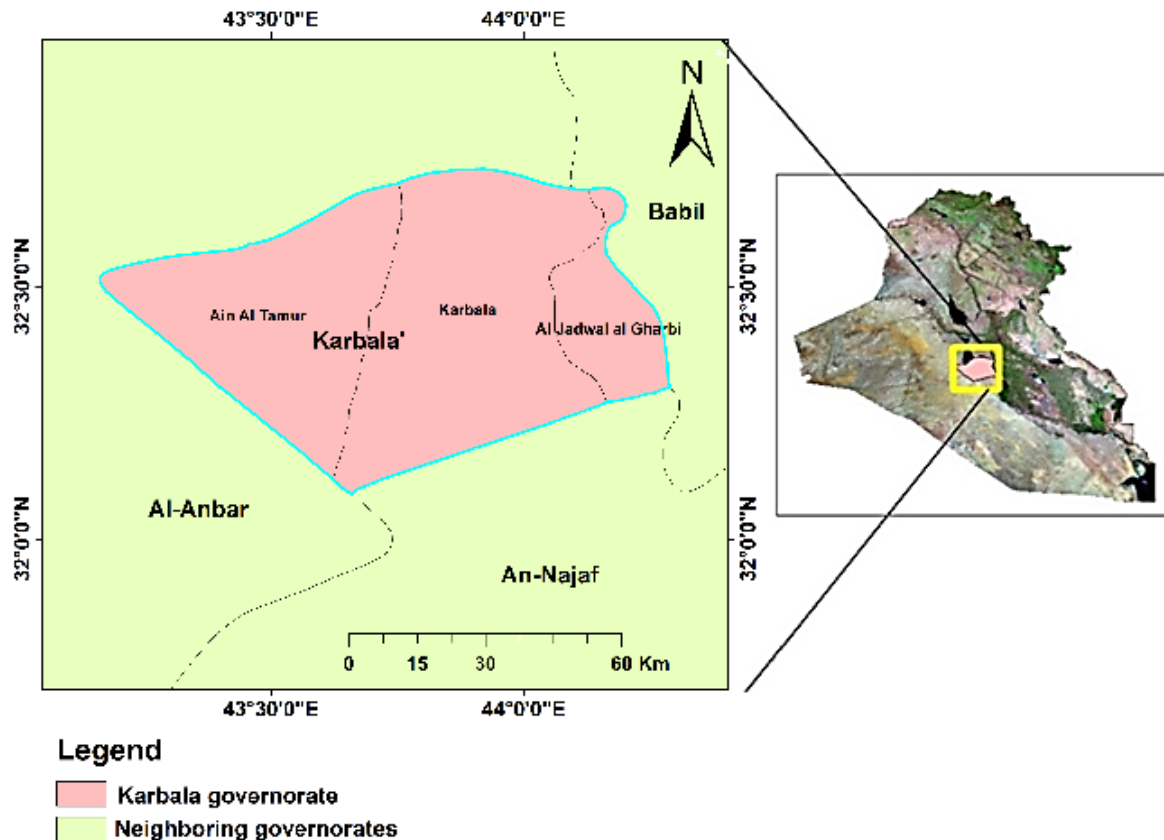 43°30'0"E 44°0'0"E
N
Babil
32°30'0"N 32°30'0"N
Ain Al Tamur Karbala Al Jadwal al Gharbi
Karbala'
Al-Anbar
32°0'0"N 32°0'0"N
An-Najaf
0 15 30 60 Km
43°30'0"E 44°0'0"E
Legend
Karbala governorate
Neighboring governorates